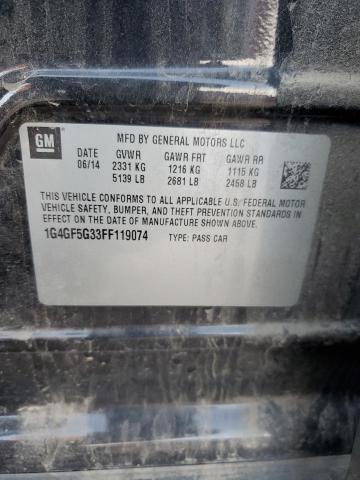 GM
MFD BY GENERAL MOTORS LLC
DATE GVWR GAWR FRT GAWR RR
06/14 2331 KG 1216 KG 1115 KG
5139 LB 2681 LB 2458 LB
THIS VEHICLE CONFORMS TO ALL APPLICABLE U.S. FEDERAL MOTOR
VEHICLE SAFETY, BUMPER, AND THEFT PREVENTION STANDARDS IN
EFFECT ON THE DATE OF MANUFACTURE SHOWN ABOVE.
1G4GF5G33FF119074 TYPE: PASS CAR